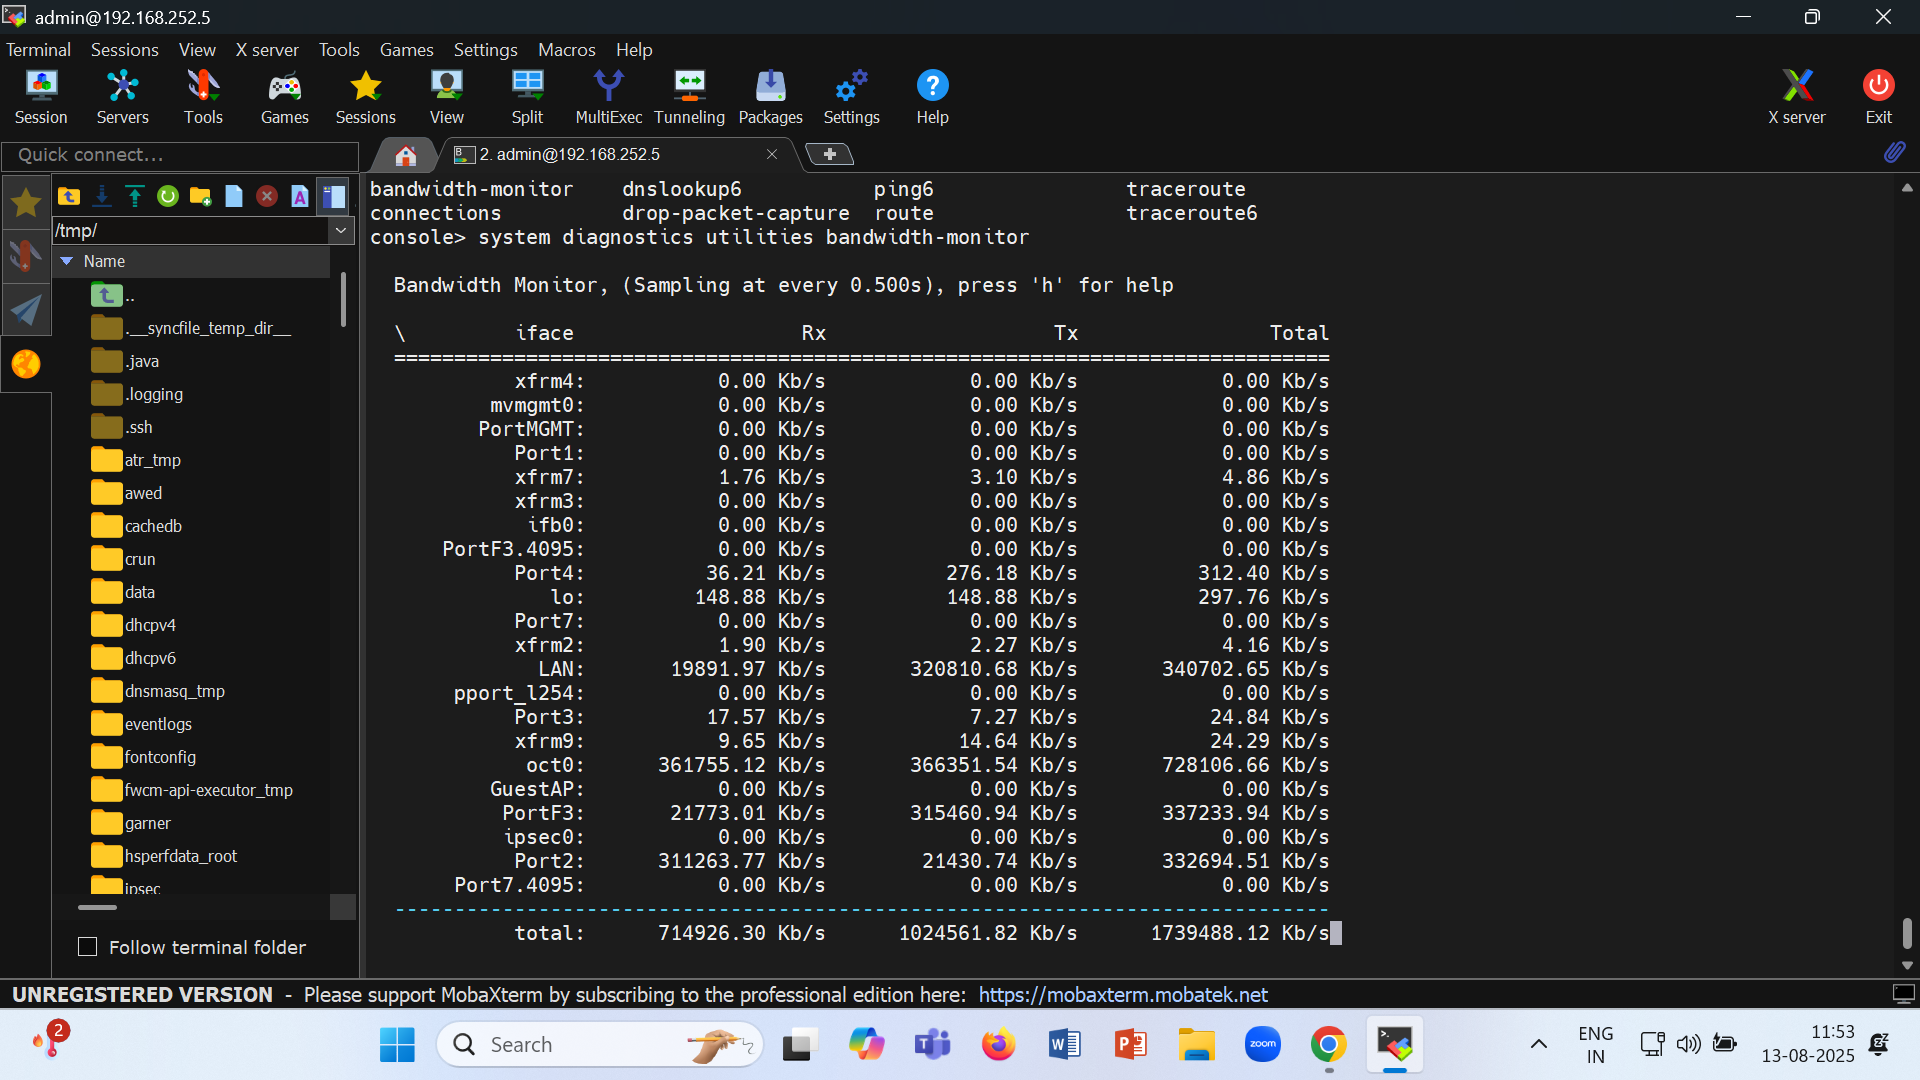 admin@192.168.252.5
Terminal Sessions View X server Tools Games Settings Macros Help
Session Servers Tools Games Sessions View Split MultiExec Tunneling Packages Settings Help X server Exit
Quick connect...
2. admin@192.168.252.5
/tmp/
Name
..
.__syncfile_temp_dir__
.java
.logging
.ssh
atr_tmp
awed
cachedb
crun
data
dhcpv4
dhcpv6
dnsmasq_tmp
eventlogs
fontconfig
fwcm-api-executor_tmp
garner
hsperfdata_root
ipsec
Follow terminal folder
bandwidth-monitor dnslookup6 ping6 traceroute
connections drop-packet-capture route traceroute6
console> system diagnostics utilities bandwidth-monitor
Bandwidth Monitor, (Sampling at every 0.500s), press 'h' for help
\ iface Rx Tx Total
==============================================================================
xfrm4: 0.00 Kb/s 0.00 Kb/s 0.00 Kb/s
mvmgmt0: 0.00 Kb/s 0.00 Kb/s 0.00 Kb/s
PortMGMT: 0.00 Kb/s 0.00 Kb/s 0.00 Kb/s
Port1: 0.00 Kb/s 0.00 Kb/s 0.00 Kb/s
xfrm7: 1.76 Kb/s 3.10 Kb/s 4.86 Kb/s
xfrm3: 0.00 Kb/s 0.00 Kb/s 0.00 Kb/s
ifb0: 0.00 Kb/s 0.00 Kb/s 0.00 Kb/s
PortF3.4095: 0.00 Kb/s 0.00 Kb/s 0.00 Kb/s
Port4: 36.21 Kb/s 276.18 Kb/s 312.40 Kb/s
lo: 148.88 Kb/s 148.88 Kb/s 297.76 Kb/s
Port7: 0.00 Kb/s 0.00 Kb/s 0.00 Kb/s
xfrm2: 1.90 Kb/s 2.27 Kb/s 4.16 Kb/s
LAN: 19891.97 Kb/s 320810.68 Kb/s 340702.65 Kb/s
pport_l254: 0.00 Kb/s 0.00 Kb/s 0.00 Kb/s
Port3: 17.57 Kb/s 7.27 Kb/s 24.84 Kb/s
xfrm9: 9.65 Kb/s 14.64 Kb/s 24.29 Kb/s
oct0: 361755.12 Kb/s 366351.54 Kb/s 728106.66 Kb/s
GuestAP: 0.00 Kb/s 0.00 Kb/s 0.00 Kb/s
PortF3: 21773.01 Kb/s 315460.94 Kb/s 337233.94 Kb/s
ipsec0: 0.00 Kb/s 0.00 Kb/s 0.00 Kb/s
Port2: 311263.77 Kb/s 21430.74 Kb/s 332694.51 Kb/s
Port7.4095: 0.00 Kb/s 0.00 Kb/s 0.00 Kb/s
------------------------------------------------------------------------------
total: 714926.30 Kb/s 1024561.82 Kb/s 1739488.12 Kb/s
UNREGISTERED VERSION - Please support MobaXterm by subscribing to the professional edition here: https://mobaxterm.mobatek.net
2
Search
zoom
ENG
IN
11:53
13-08-2025